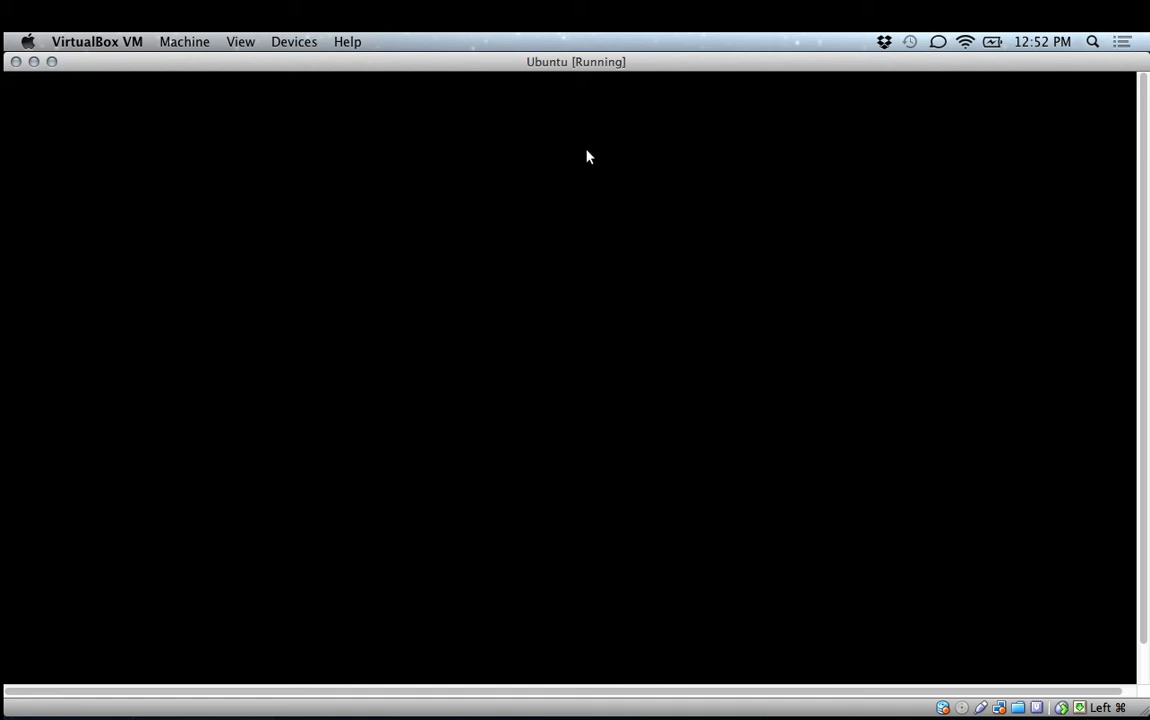 VirtualBox VM Machine View Devices Help 12:52 PM
Ubuntu [Running]
Left ⌘